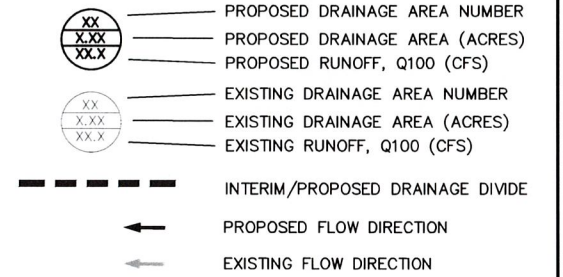 XX
X.XX
XX.X
PROPOSED DRAINAGE AREA NUMBER
PROPOSED DRAINAGE AREA (ACRES)
PROPOSED RUNOFF, Q100 (CFS)
XX
X.XX
XX.X
EXISTING DRAINAGE AREA NUMBER
EXISTING DRAINAGE AREA (ACRES)
EXISTING RUNOFF, Q100 (CFS)
INTERIM/PROPOSED DRAINAGE DIVIDE
PROPOSED FLOW DIRECTION
EXISTING FLOW DIRECTION